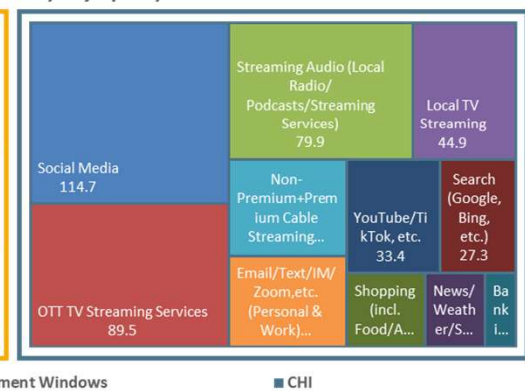 Social Media
114.7
OTT TV Streaming Services
89.5
Streaming Audio (Local
Radio/
Podcasts/Streaming
Services)
79.9
Local TV
Streaming
44.9
Non-
Premium+Prem
ium Cable
Streaming...
YouTube/Ti
kTok, etc.
33.4
Search
(Google,
Bing,
etc.)
27.3
Email/Text/IM/
Zoom,etc.
(Personal &
Work)...
Shopping
(incl.
Food/A...
News/
Weath
er/S...
Ba
nk
i...
ment Windows
CHI